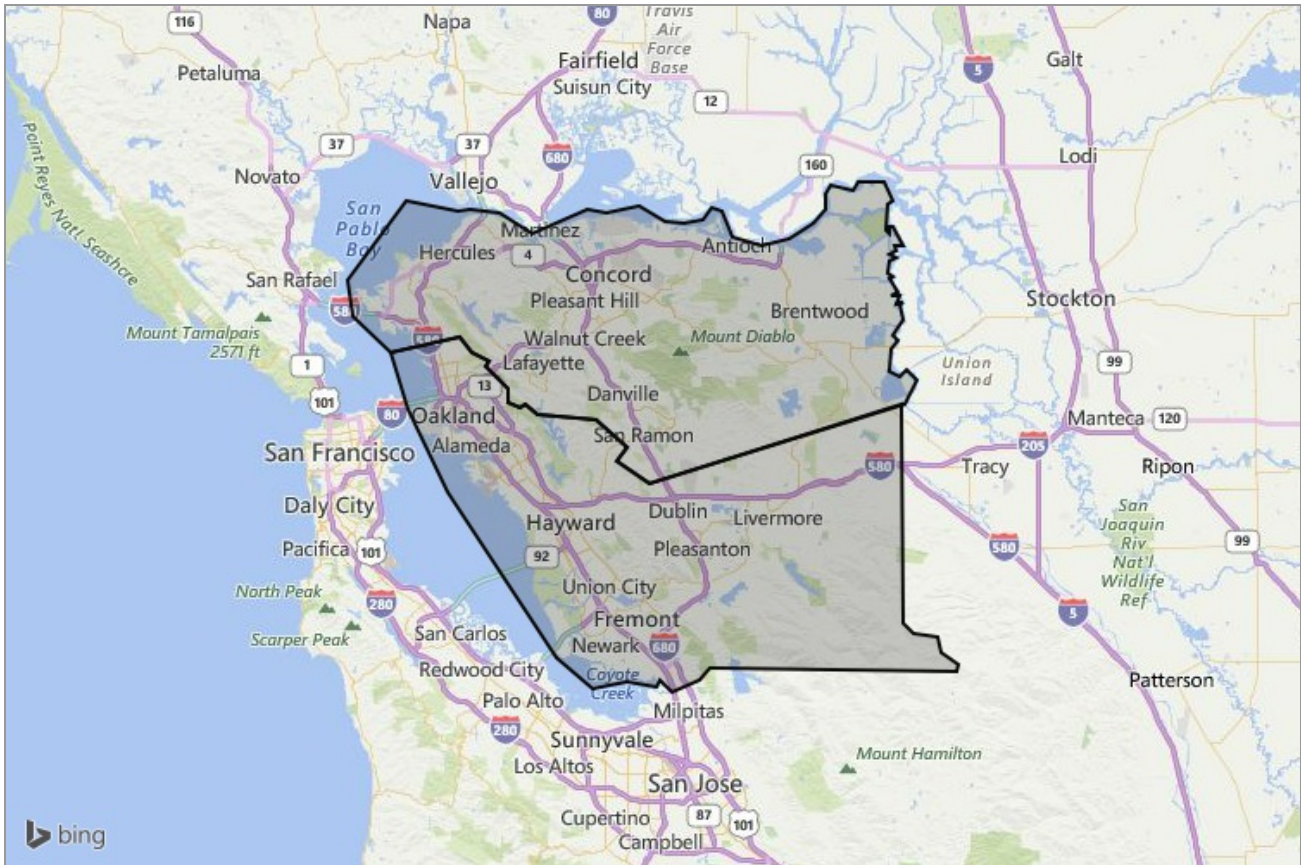 116
Napa
80
Travis
Air
Force
Base
Petaluma
Fairfield
Suisun City
5
Galt
12
37
37
680
160
Lodi
Novato
Vallejo
Point Reyes Natl Seashore
San
Pablo
Bay
Martinez
Hercules
4
Antioch
Concord
San Rafael
580
Pleasant Hill
Brentwood
Stockton
Mount Tamalpais
2571 ft
580
Walnut Creek
Mount Diablo
1
Lafayette
Union
Island
99
101
80
13
Danville
Oakland
Manteca
120
San Ramon
Alameda
205
San Francisco
580
Tracy
Ripon
Daly City
Hayward
Dublin
Livermore
San
Joaquin
Riv
Nat'l
Wildlife
Ref
Pacifica
101
92
Pleasanton
580
99
North Peak
280
Union City
5
Scarper Peak
San Carlos
Fremont
Newark
680
Redwood City
Coyote
Creek
Patterson
Palo Alto
Milpitas
280
Sunnyvale
Mount Hamilton
Los Altos
San Jose
Cupertino
87
101
Campbell
bing